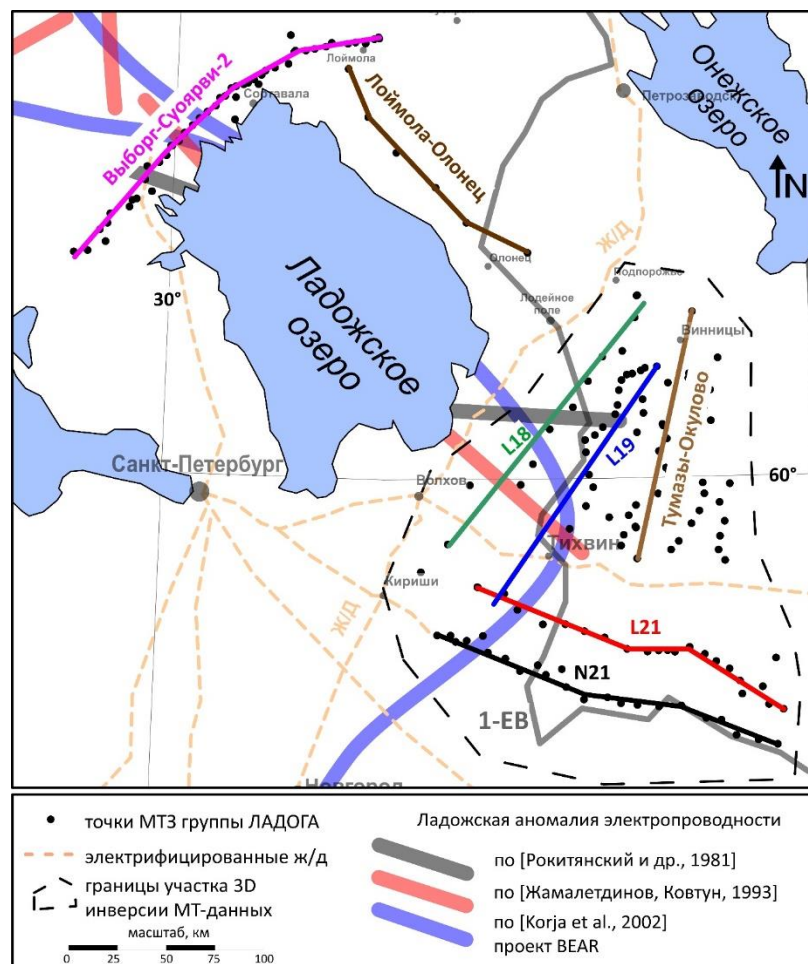 Лоймола
Сортавала
Выборг-Суоярви-2
Лоймола-Олонец
Онежское
озеро
Петрозаводск
N
Ж/Д
Олонец
Подпорожье
30°
Ладожское
озеро
Лодейное
поле
Винницы
L18
L19
Тумазы-Окулово
Санкт-Петербург
Волхов
60°
Тихвин
Кириши
Ж/Д
L21
N21
1-ЕВ
Новгород
точки МТЗ группы ЛАДОГА
электрифицированные ж/д
границы участка 3D
инверсии МТ-данных
масштаб, км
0 25 50 75 100
Ладожская аномалия электропроводности
по [Рокитянский и др., 1981]
по [Жамалетдинов, Ковтун, 1993]
по [Korja et al., 2002]
проект BEAR